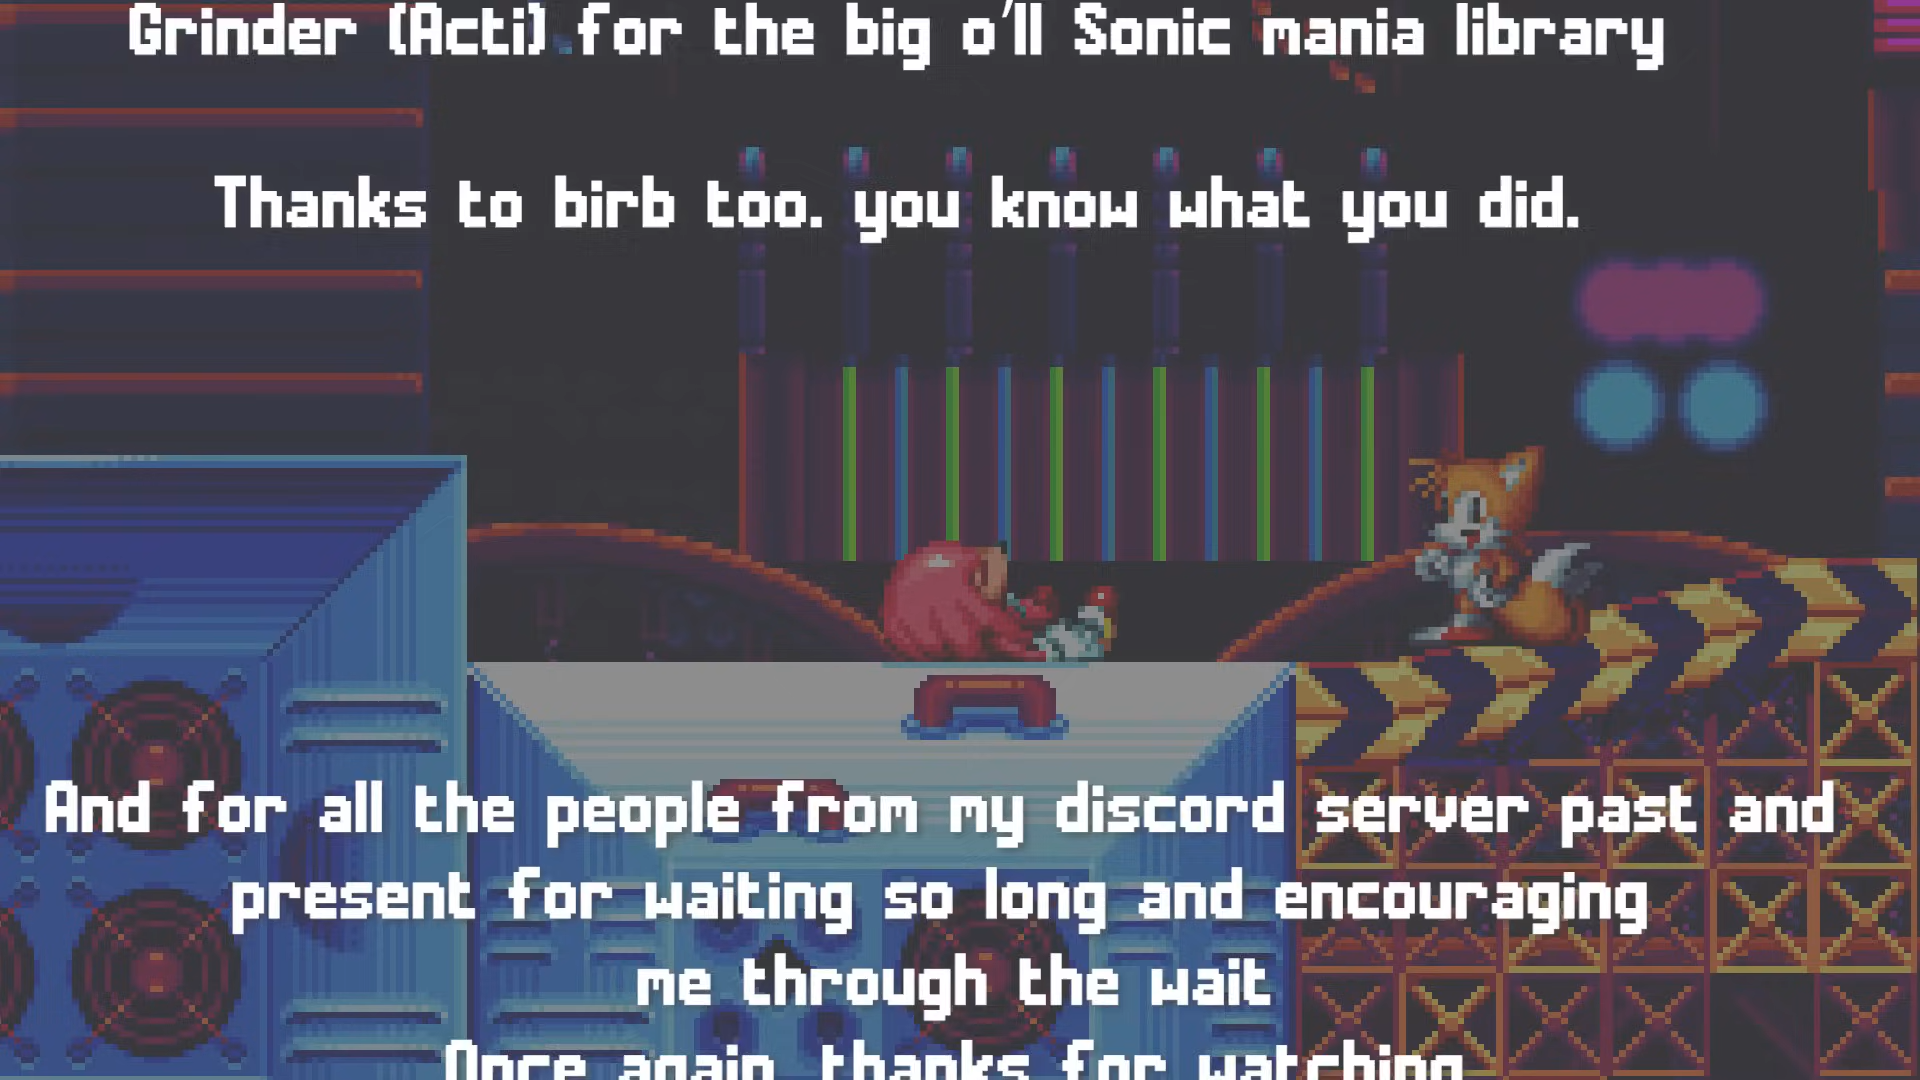 Grinder (Acti) for the big o'll Sonic mania library
Thanks to birb too. you know what you did.
And for all the people from my discord server past and
present for waiting so long and encouraging
me through the wait
Once again thanks for watching